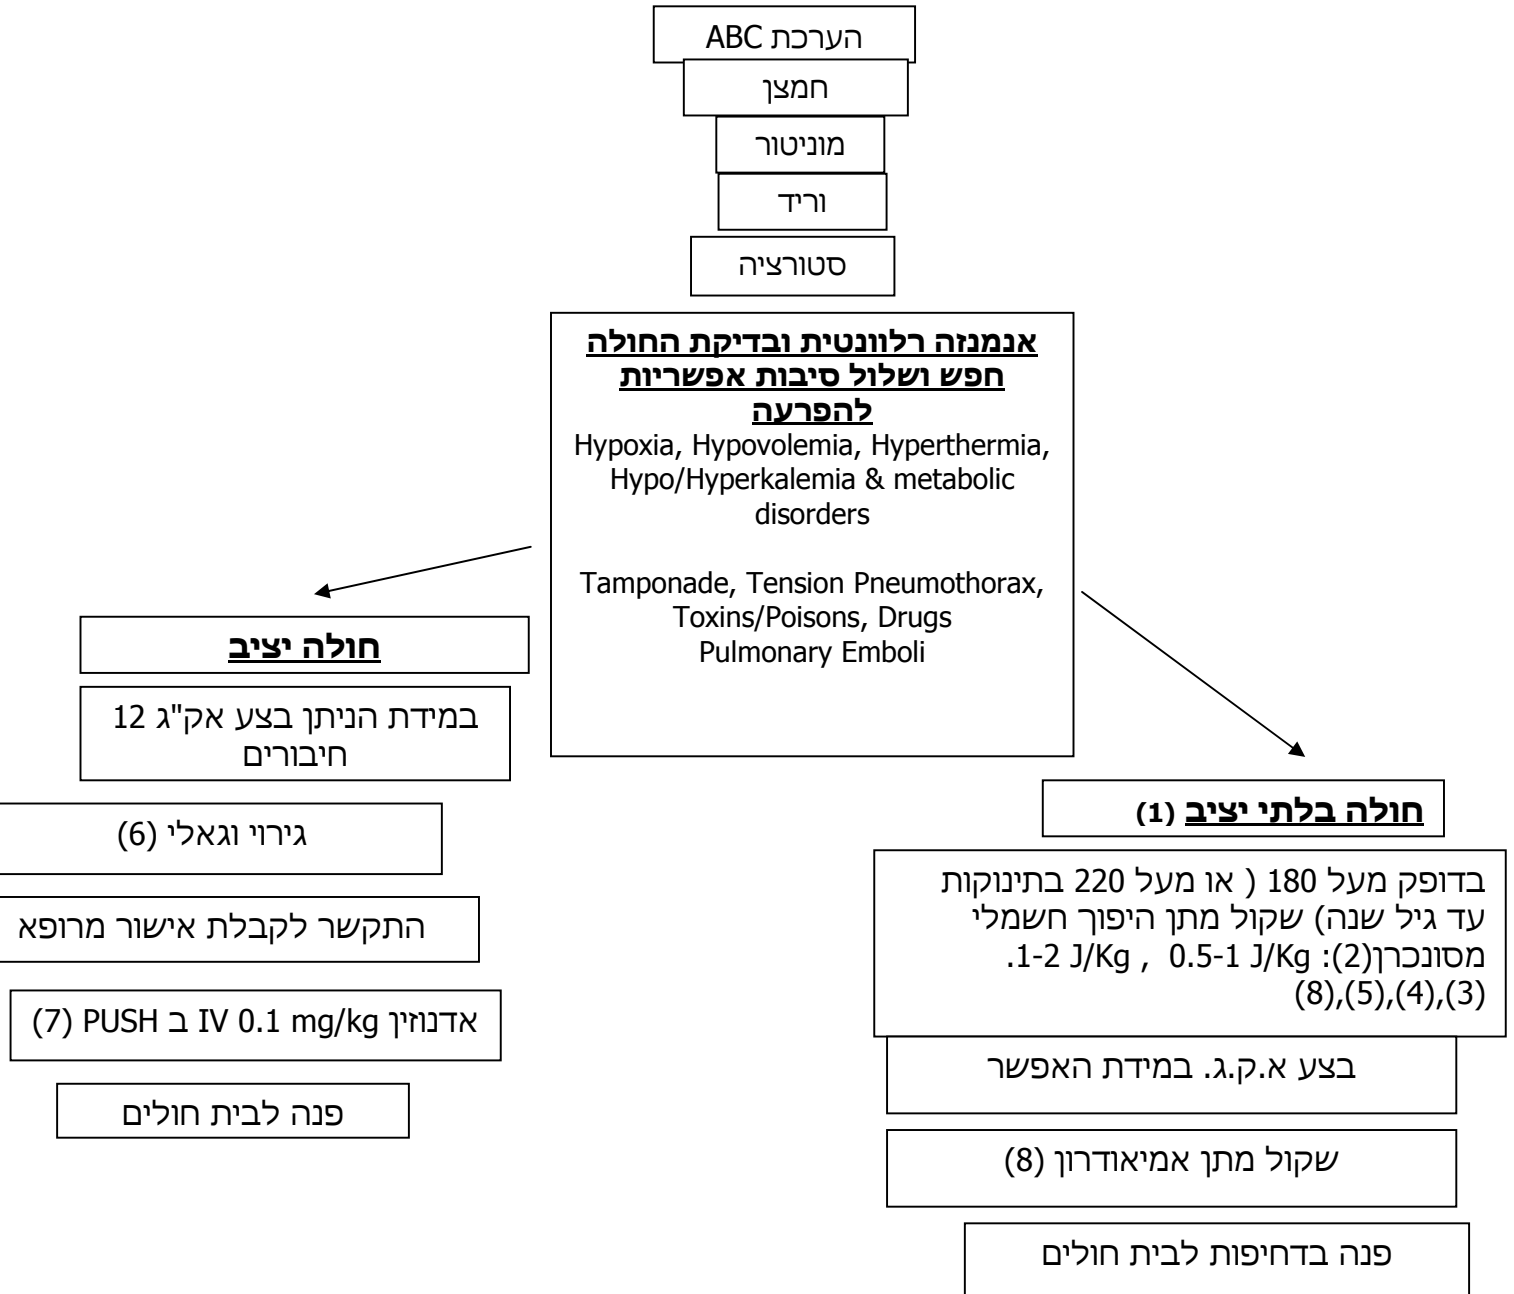 הערכת ABC
חמצן
מוניטור
וריד
סטורציה
אנמנזה רלוונטית ובדיקת החולה
חפש ושלול סיבות אפשריות
להפרעה
Hypoxia, Hypovolemia, Hyperthermia,
Hypo/Hyperkalemia & metabolic
disorders
Tamponade, Tension Pneumothorax,
Toxins/Poisons, Drugs
Pulmonary Emboli
חולה יציב
במידת הניתן בצע אק"ג 12
חיבורים
גירוי וגאלי (6)
התקשר לקבלת אישור מרופא
אדנוזין IV 0.1 mg/kg ב PUSH (7)
פנה לבית חולים
חולה בלתי יציב (1)
בדופק מעל 180 ( או מעל 220 בתינוקות
עד גיל שנה) שקול מתן היפוך חשמלי
מסונכרן(2): 0.5-1 J/Kg , 1-2 J/Kg.
(3),(4),(5),(8)
בצע א.ק.ג. במידת האפשר
שקול מתן אמיאודרון (8)
פנה בדחיפות לבית חולים